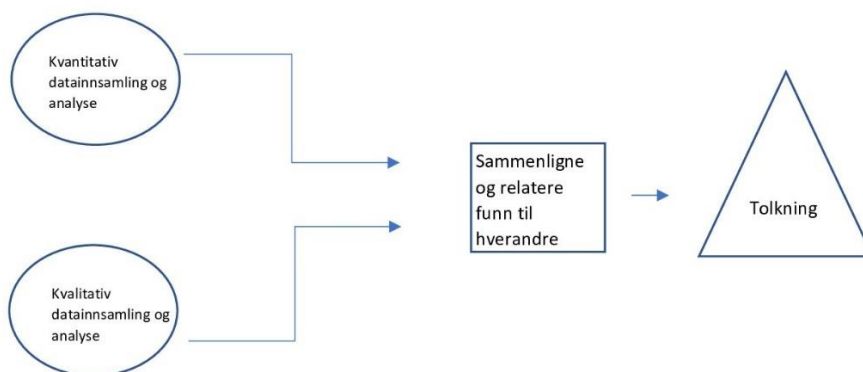 Kvantitativ
datainnsamling og
analyse
Kvalitativ
datainnsamling og
analyse
Sammenligne
og relatere
funn til
hverandre
Tolkning